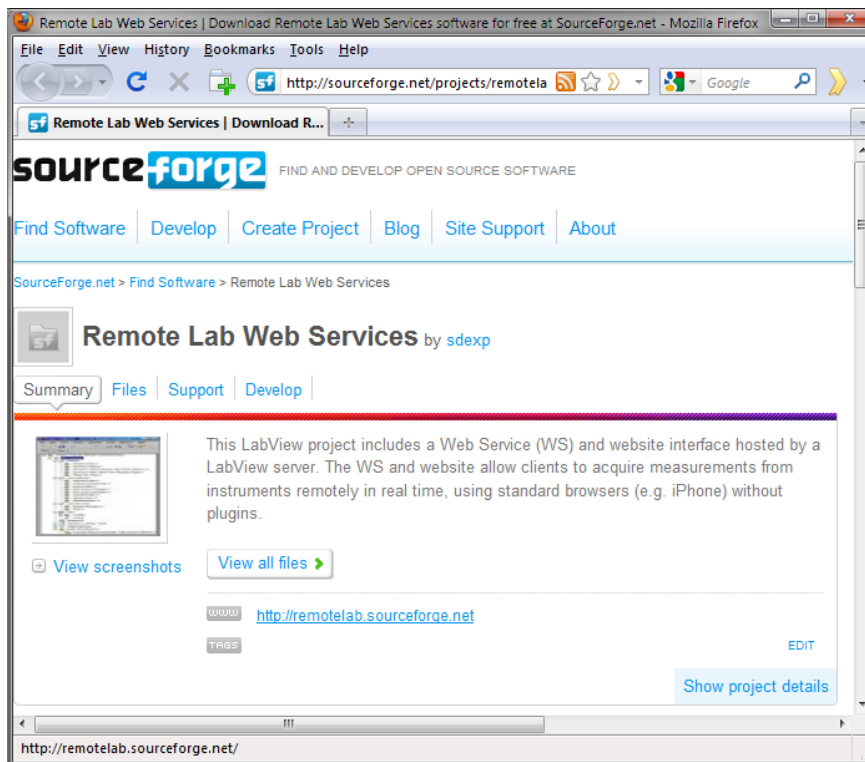 Remote Lab Web Services | Download Remote Lab Web Services software for free at SourceForge.net - Mozilla Firefox
File Edit View History Bookmarks Tools Help
sf http://sourceforge.net/projects/remotela Google
sf Remote Lab Web Services | Download R...
sourceforge FIND AND DEVELOP OPEN SOURCE SOFTWARE
Find Software Develop Create Project Blog Site Support About
SourceForge.net > Find Software > Remote Lab Web Services
sf Remote Lab Web Services by sdexp
Summary Files Support Develop
This LabView project includes a Web Service (WS) and website interface hosted by a
LabView server. The WS and website allow clients to acquire measurements from
instruments remotely in real time, using standard browsers (e.g. iPhone) without
plugins.
View screenshots View all files
www http://remotelab.sourceforge.net
TAGS EDIT
Show project details
http://remotelab.sourceforge.net/